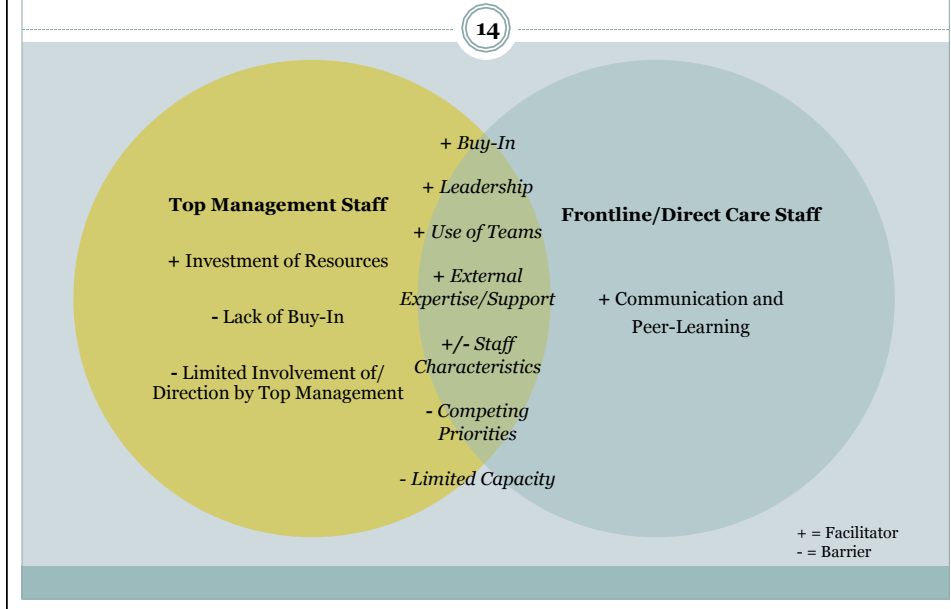 14
Top Management Staff
+ Investment of Resources
- Lack of Buy-In
- Limited Involvement of/
Direction by Top Management
+ Buy-In
+ Leadership
+ Use of Teams
+ External
Expertise/Support
+/- Staff
Characteristics
- Competing
Priorities
- Limited Capacity
Frontline/Direct Care Staff
+ Communication and
Peer-Learning
+ = Facilitator
- = Barrier